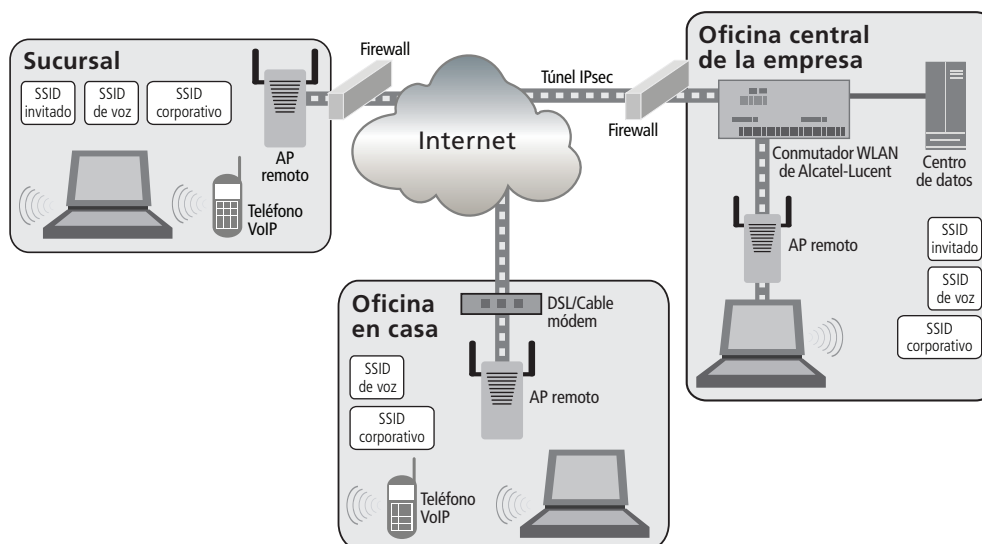 Sucursal
SSID
invitado
SSID
de voz
SSID
corporativo
AP
remoto
Teléfono
VoIP
Firewall
Internet
Túnel IPsec
Firewall
Oficina central
de la empresa
Conmutador WLAN
de Alcatel-Lucent
Centro
de datos
AP remoto
SSID
invitado
SSID
de voz
SSID
corporativo
Oficina
en casa
DSL/Cable
módem
SSID
de voz
SSID
corporativo
AP remoto
Teléfono
VoIP